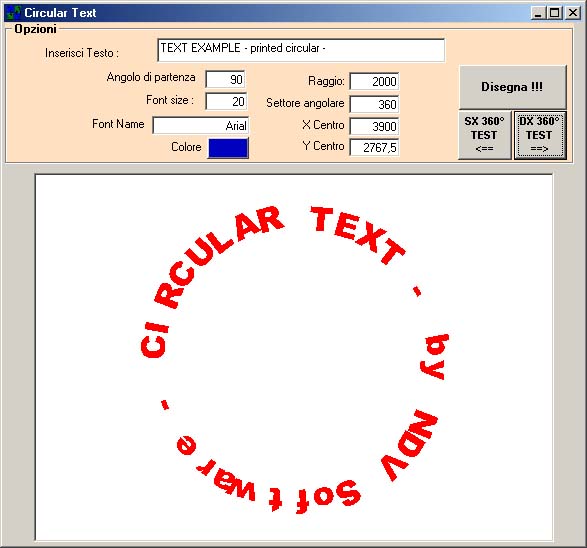 Circular Text
Opzioni
Inserisci Testo :
TEXT EXAMPLE - printed circular -
Angolo di partenza
90
Raggio:
2000
Disegna !!!
Font size :
20
Settore angolare
360
Font Name
Arial
X Centro
3900
Colore
Y Centro
2767,5
SX 360°
TEST
<==
DX 360°
TEST
==>
CIRCULAR TEXT - by NDV Software -